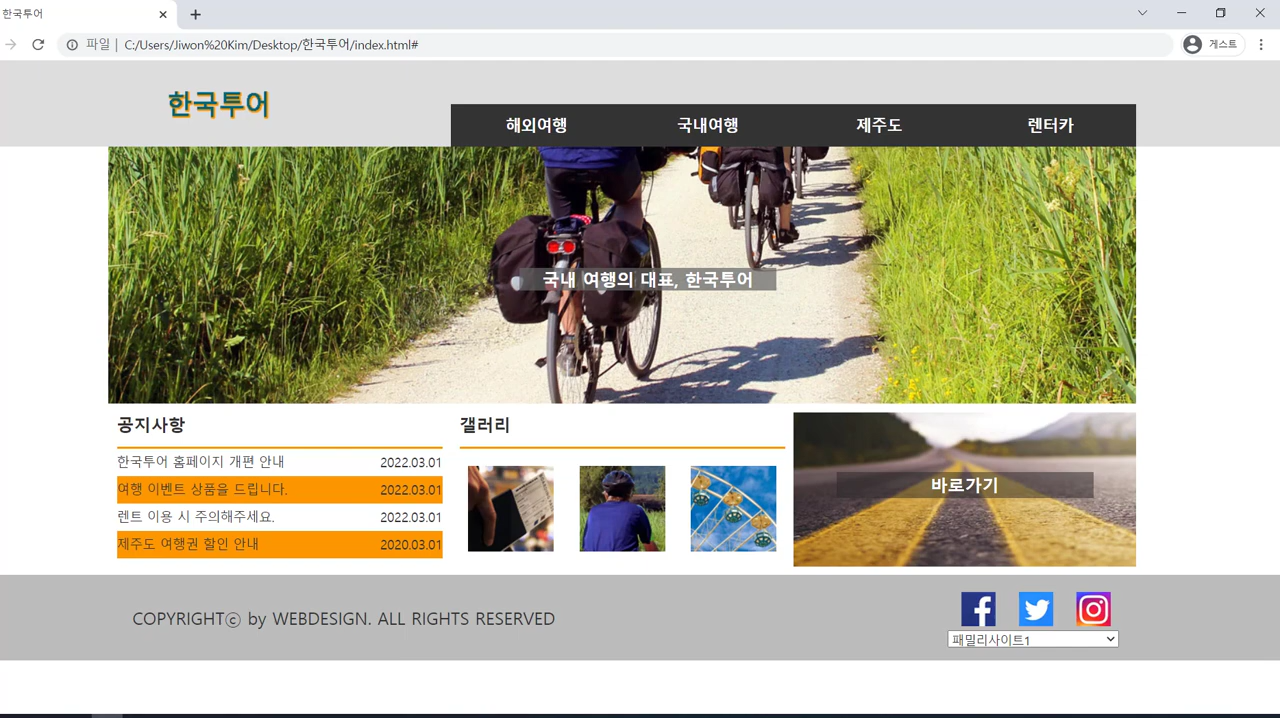 한국투어
파일 | C:/Users/Jiwon%20Kim/Desktop/한국투어/index.html#
게스트
한국투어
해외여행 국내여행 제주도 렌터카
국내 여행의 대표, 한국투어
공지사항
한국투어 홈페이지 개편 안내 2022.03.01
여행 이벤트 상품을 드립니다. 2022.03.01
렌트 이용 시 주의해주세요. 2022.03.01
제주도 여행권 할인 안내 2020.03.01
갤러리
바로가기
COPYRIGHTⓒ by WEBDESIGN. ALL RIGHTS RESERVED
패밀리사이트1